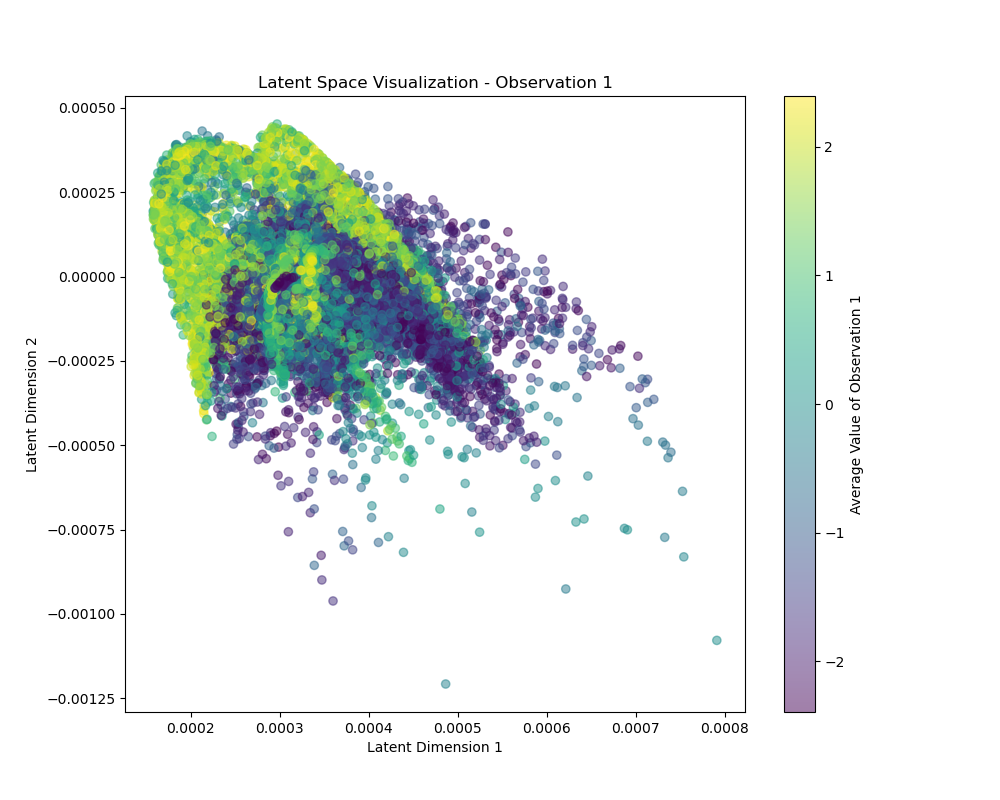 Latent Space Visualization - Observation 1
0.00050
0.00025
0.00000
−0.00025
−0.00050
−0.00075
−0.00100
−0.00125
Latent Dimension 2
0.0002 0.0003 0.0004 0.0005 0.0006 0.0007 0.0008
Latent Dimension 1
2
1
0
−1
−2
Average Value of Observation 1